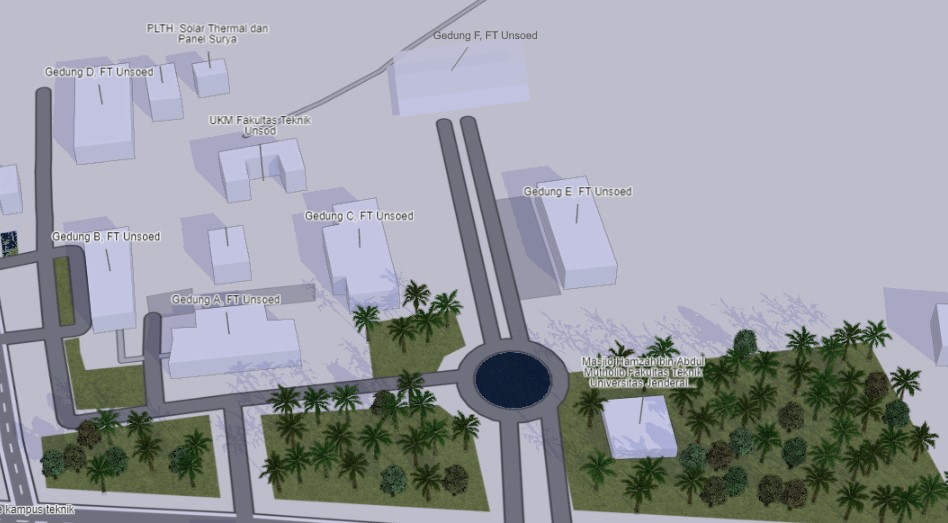 PLTH Solar Thermal dan
Panel Surya
Gedung F, FT Unsoed
Gedung D, FT Unsoed
UKM Fakultas Teknik
Unsod
Gedung E, FT Unsoed
Gedung C, FT Unsoed
Gedung B, FT Unsoed
Gedung A, FT Unsoed
Masjid Hamzah bin Abdul
Mutholib Fakultas Teknik
Universitas Jenderal...
kampus teknik